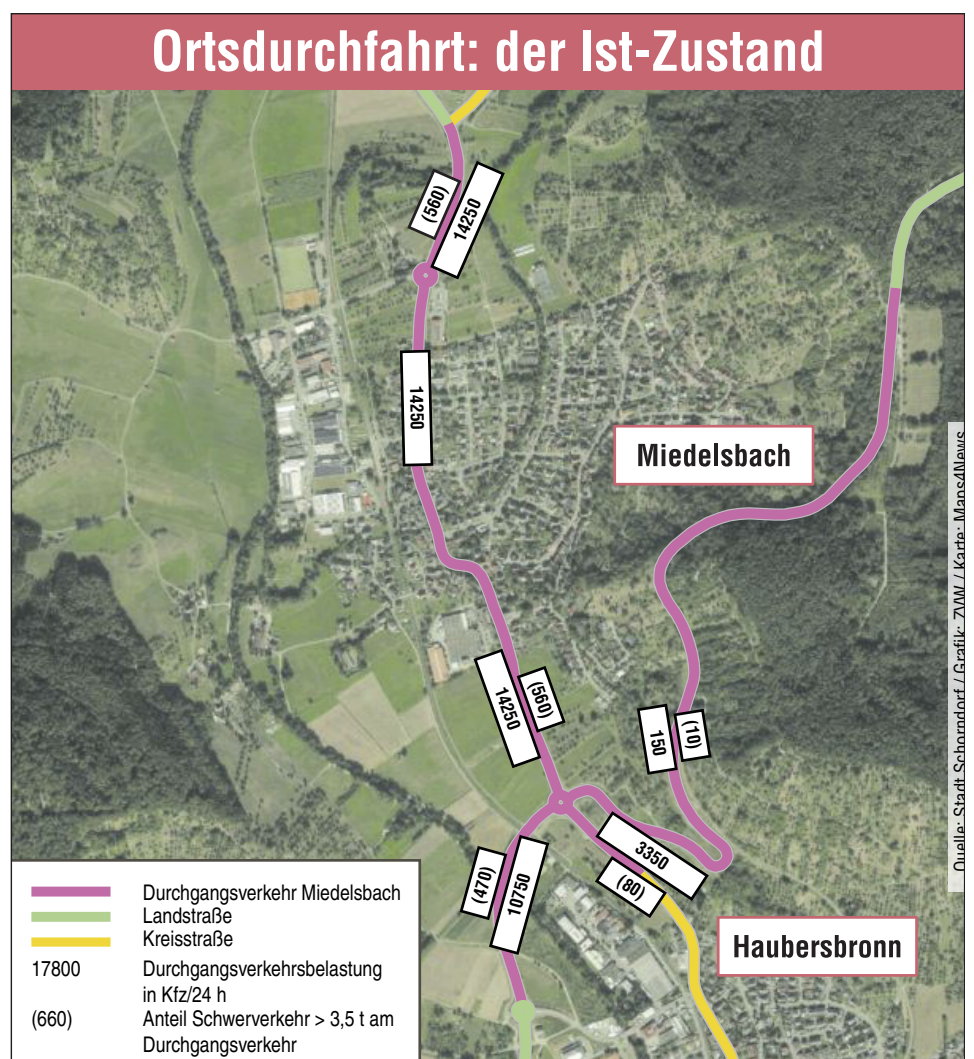 Ortsdurchfahrt: der Ist-Zustand
(560)
14250
14250
Miedelsbach
14250
(560)
150
(10)
3350
(80)
(470)
10750
Haubersbronn
Durchgangsverkehr Miedelsbach
Landstraße
Kreisstraße
17800 Durchgangsverkehrsbelastung
in Kfz/24 h
(660) Anteil Schwerverkehr > 3,5 t am
Durchgangsverkehr
Quelle: Stadt Schorndorf / Grafik: ZVW / Karte: Maps4News